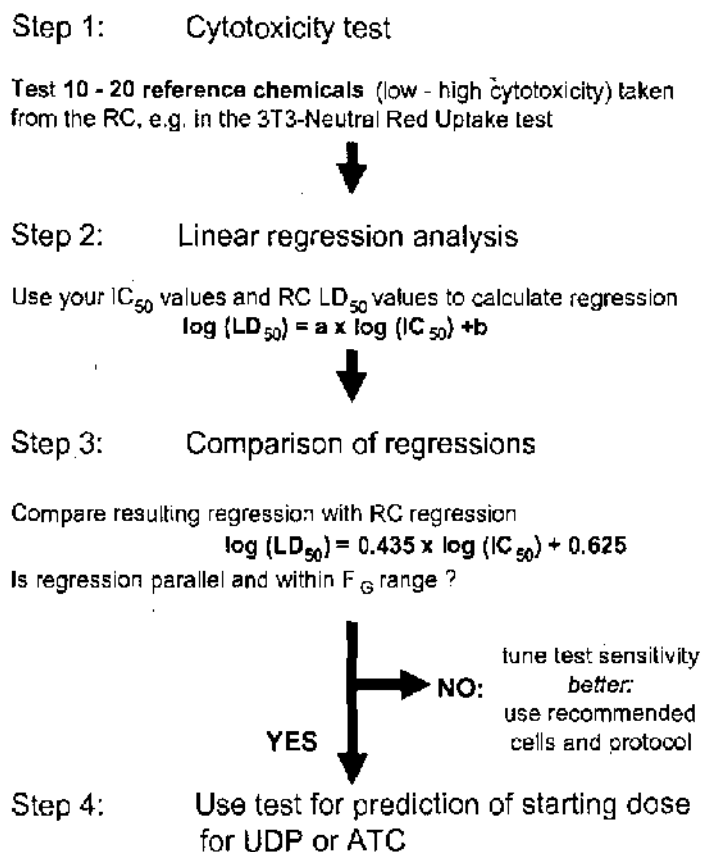 Step 1: Cytotoxicity test
Test 10 - 20 reference chemicals (low - high cytotoxicity) taken
from the RC, e.g. in the 3T3-Neutral Red Uptake test
Step 2: Linear regression analysis
Use your IC50 values and RC LD50 values to calculate regression
log (LD50) = a x log (IC50) +b
Step 3: Comparison of regressions
Compare resulting regression with RC regression
log (LD50) = 0.435 x log (IC50) + 0.625
Is regression parallel and within FG range ?
NO:
tune test sensitivity
better:
use recommended
cells and protocol
YES
Step 4: Use test for prediction of starting dose
for UDP or ATC